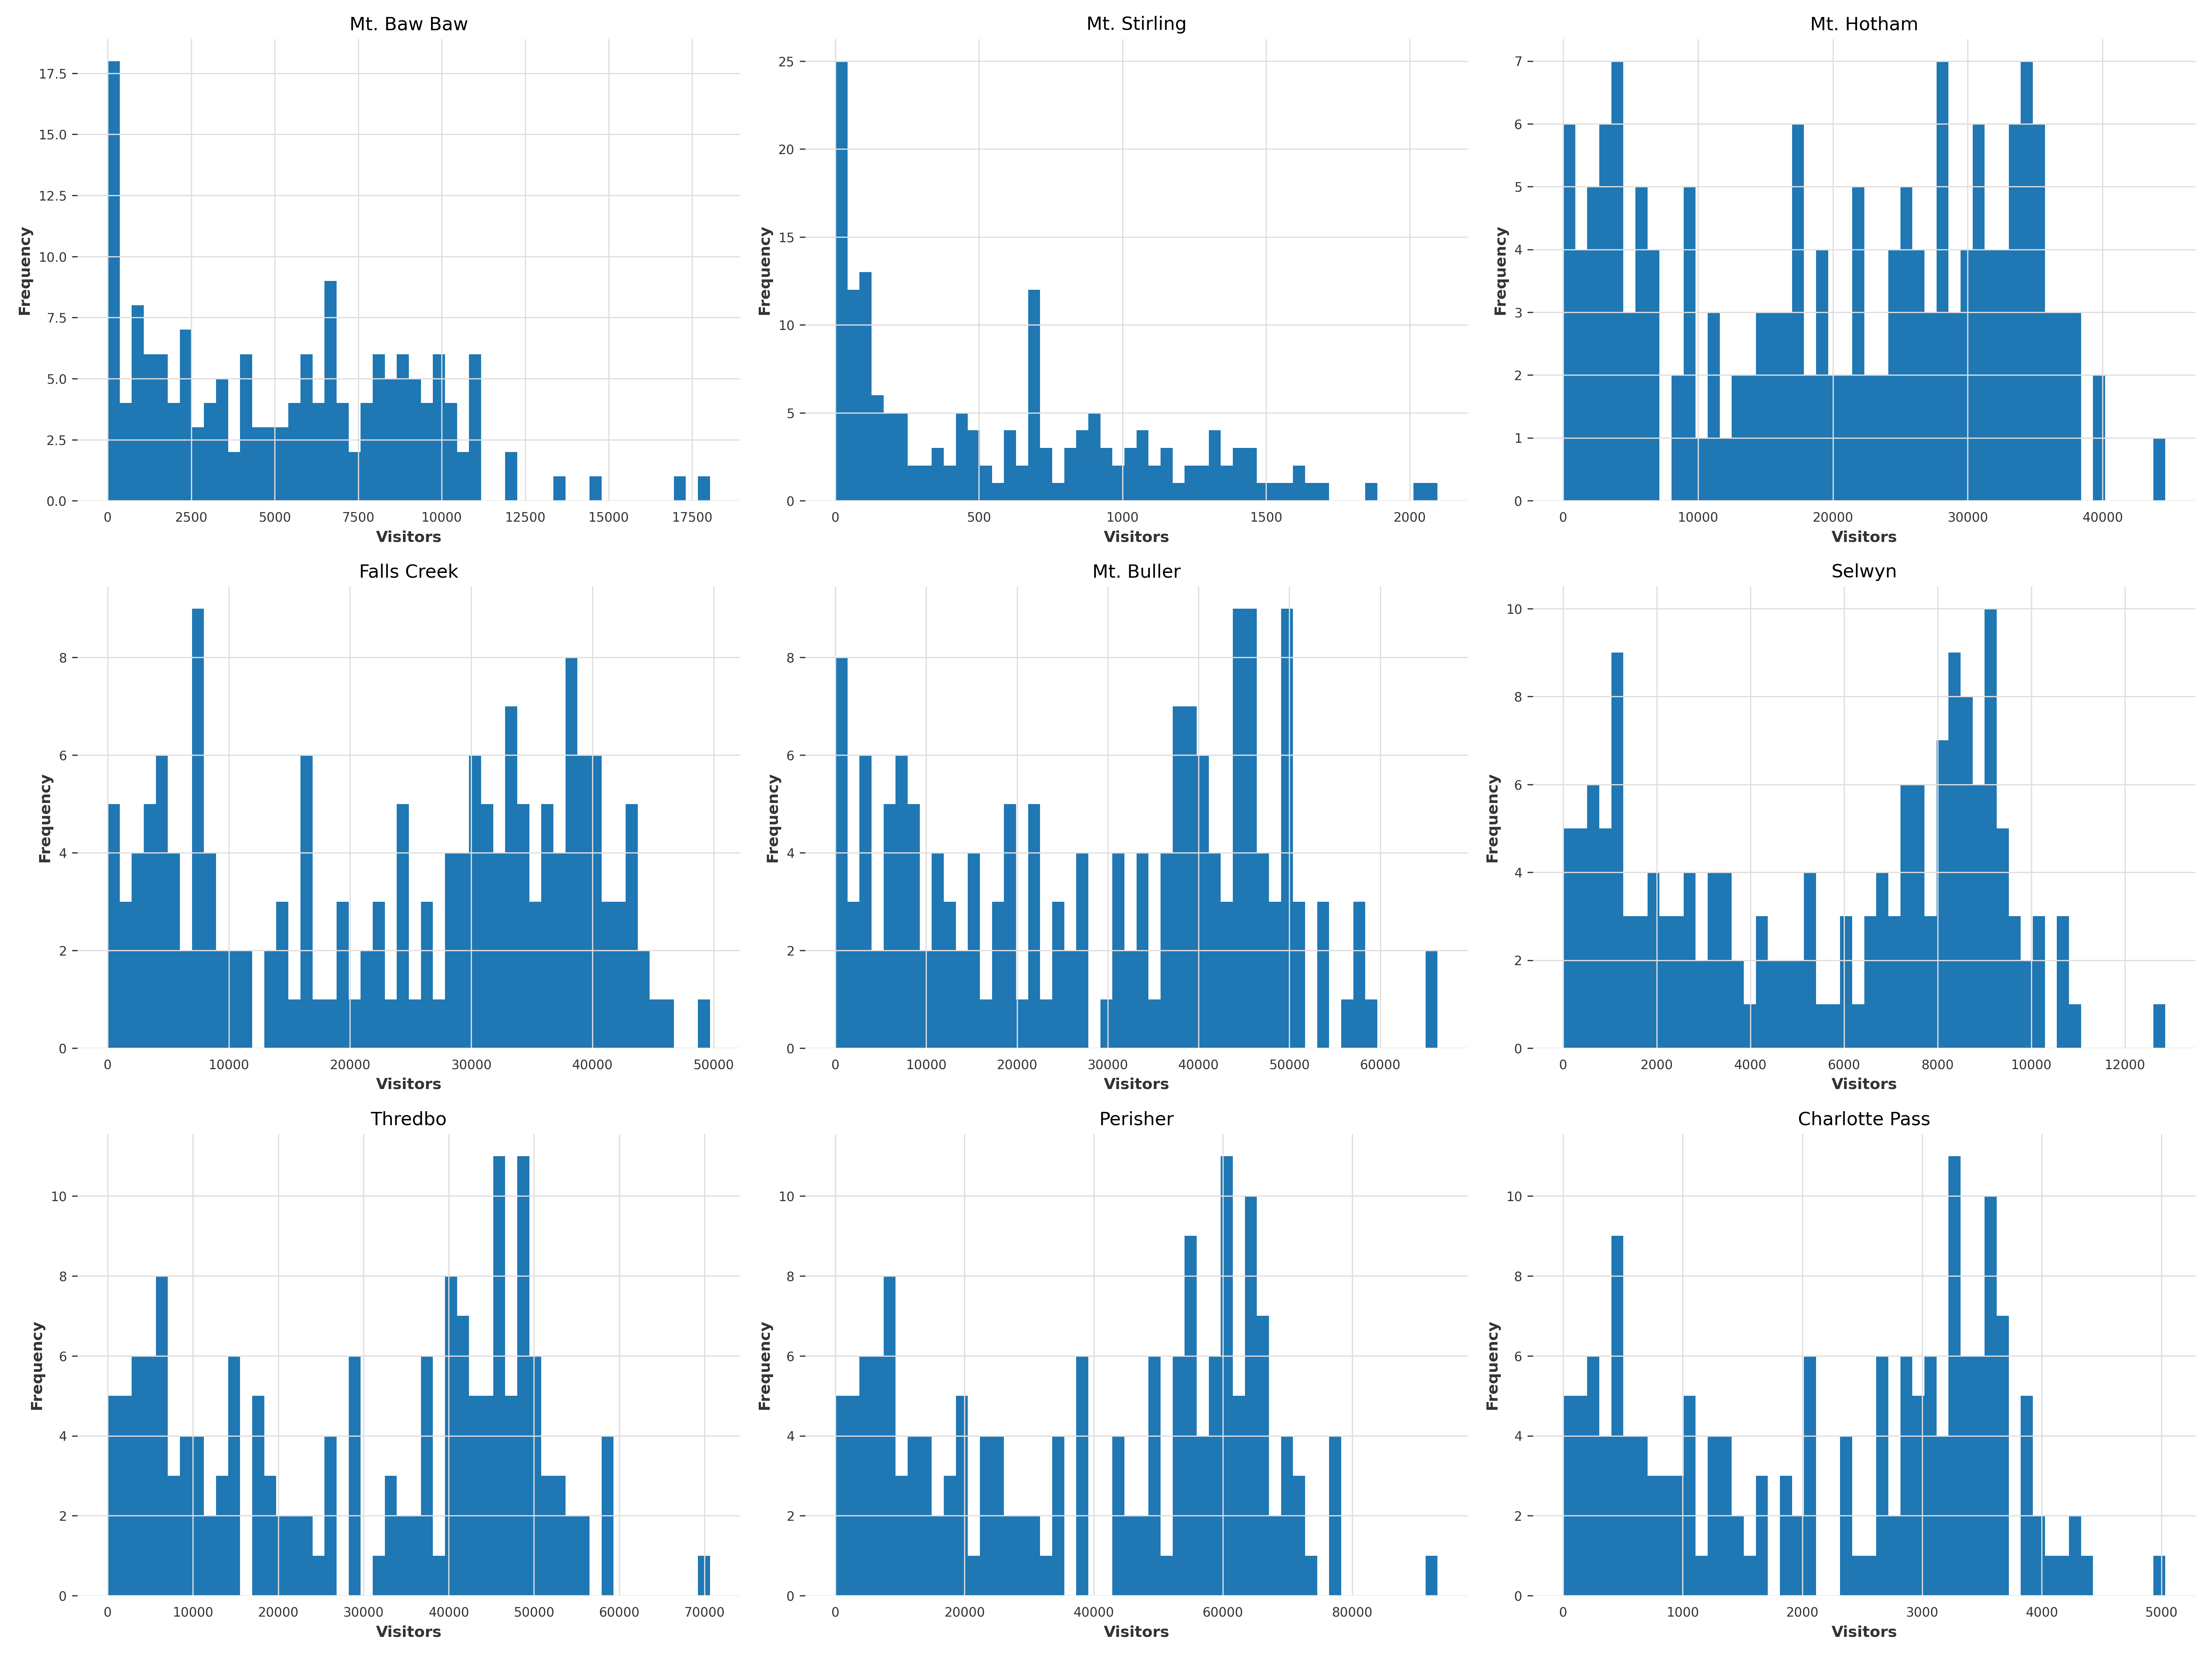 Mt. Baw Baw
17.5
15.0
12.5
10.0
7.5
5.0
2.5
0.0
Frequency
0 2500 5000 7500 10000 12500 15000 17500
Visitors
Mt. Stirling
25
20
15
10
5
0
Frequency
0 500 1000 1500 2000
Visitors
Mt. Hotham
7
6
5
4
3
2
1
0
Frequency
0 10000 20000 30000 40000
Visitors
Falls Creek
8
6
4
2
0
Frequency
0 10000 20000 30000 40000 50000
Visitors
Mt. Buller
8
6
4
2
0
Frequency
0 10000 20000 30000 40000 50000 60000
Visitors
Selwyn
10
8
6
4
2
0
Frequency
0 2000 4000 6000 8000 10000 12000
Visitors
Thredbo
10
8
6
4
2
0
Frequency
0 10000 20000 30000 40000 50000 60000 70000
Visitors
Perisher
10
8
6
4
2
0
Frequency
0 20000 40000 60000 80000
Visitors
Charlotte Pass
10
8
6
4
2
0
Frequency
0 1000 2000 3000 4000 5000
Visitors